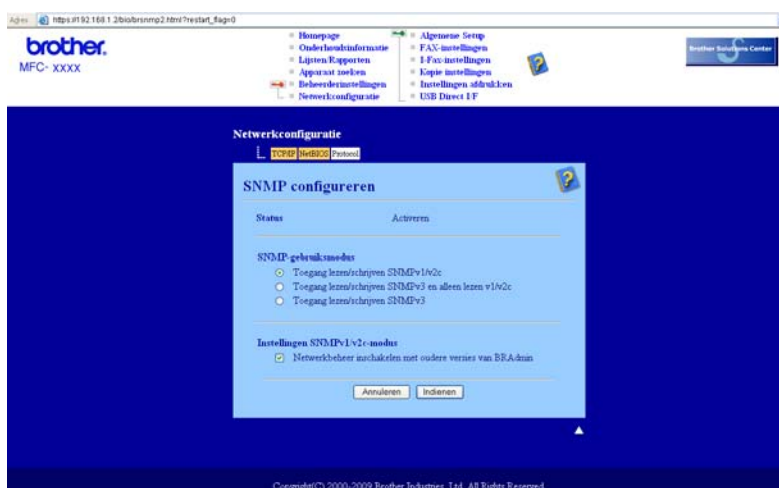 Adres https://192.168.1.2/bio/brsnmp2.html?restart_flag=0
brother.
MFC- xxxx
Homepage
Onderhoudsinformatie
Lijsten/Rapporten
Apparaat zoeken
Beheerderinstellingen
Netwerkconfiguratie
Algemene Setup
FAX-instellingen
I-Fax-instellingen
Kopie instellingen
Instellingen afdrukken
USB Direct I/F
Brother Solutions Center
Netwerkconfiguratie
TCP/IP NetBIOS Protocol
SNMP configureren
Status Activeren
SNMP-gebruiksmodus
Toegang lezen/schrijven SNMPv1/v2c
Toegang lezen/schrijven SNMPv3 en alleen lezen v1/v2c
Toegang lezen/schrijven SNMPv3
Instellingen SNMPv1/v2c-modus
Netwerkbeheer inschakelen met oudere versies van BRAdmin
Annuleren Indienen
Copyright(C) 2000-2009 Brother Industries, Ltd. All Rights Reserved.